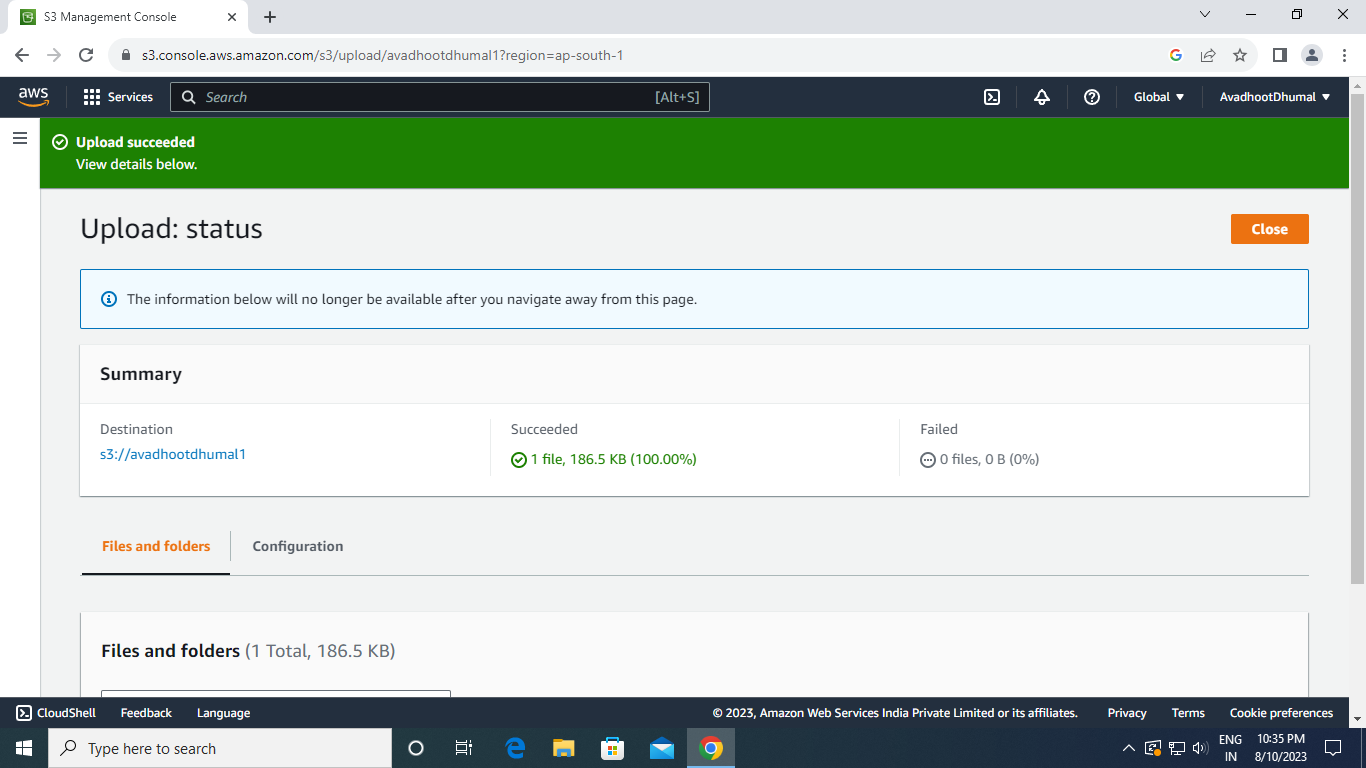 S3 Management Console
s3.console.aws.amazon.com/s3/upload/avadhootdhumal1?region=ap-south-1
aws
Services
Search
[Alt+S]
Global
AvadhootDhumal
Upload succeeded
View details below.
Upload: status
Close
The information below will no longer be available after you navigate away from this page.
Summary
Destination
s3://avadhootdhumal1
Succeeded
1 file, 186.5 KB (100.00%)
Failed
0 files, 0 B (0%)
Files and folders
Configuration
Files and folders (1 Total, 186.5 KB)
CloudShell
Feedback
Language
© 2023, Amazon Web Services India Private Limited or its affiliates.
Privacy
Terms
Cookie preferences
Type here to search
ENG
IN
10:35 PM
8/10/2023